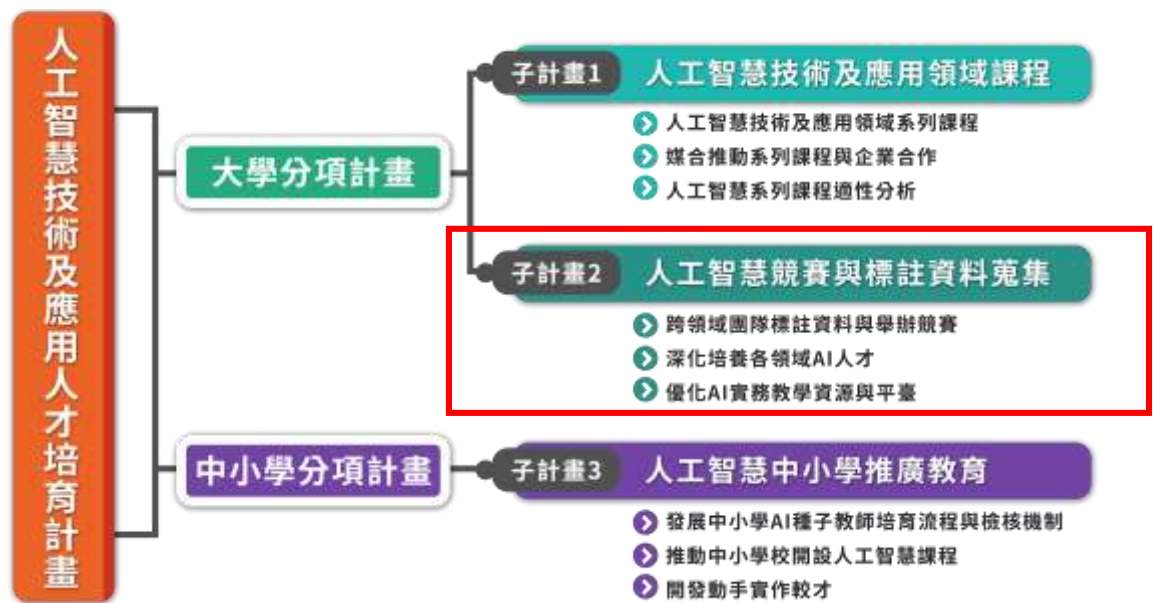 人工智慧技術及應用人才培育計畫
大學分項計畫
子計畫1 人工智慧技術及應用領域課程
人工智慧技術及應用領域系列課程
媒合推動系列課程與企業合作
人工智慧系列課程適性分析
子計畫2 人工智慧競賽與標註資料蒐集
跨領域團隊標註資料與舉辦競賽
深化培養各領域AI人才
優化AI實務教學資源與平臺
中小學分項計畫
子計畫3 人工智慧中小學推廣教育
發展中小學AI種子教師培育流程與檢核機制
推動中小學校開設人工智慧課程
開發動手實作較才